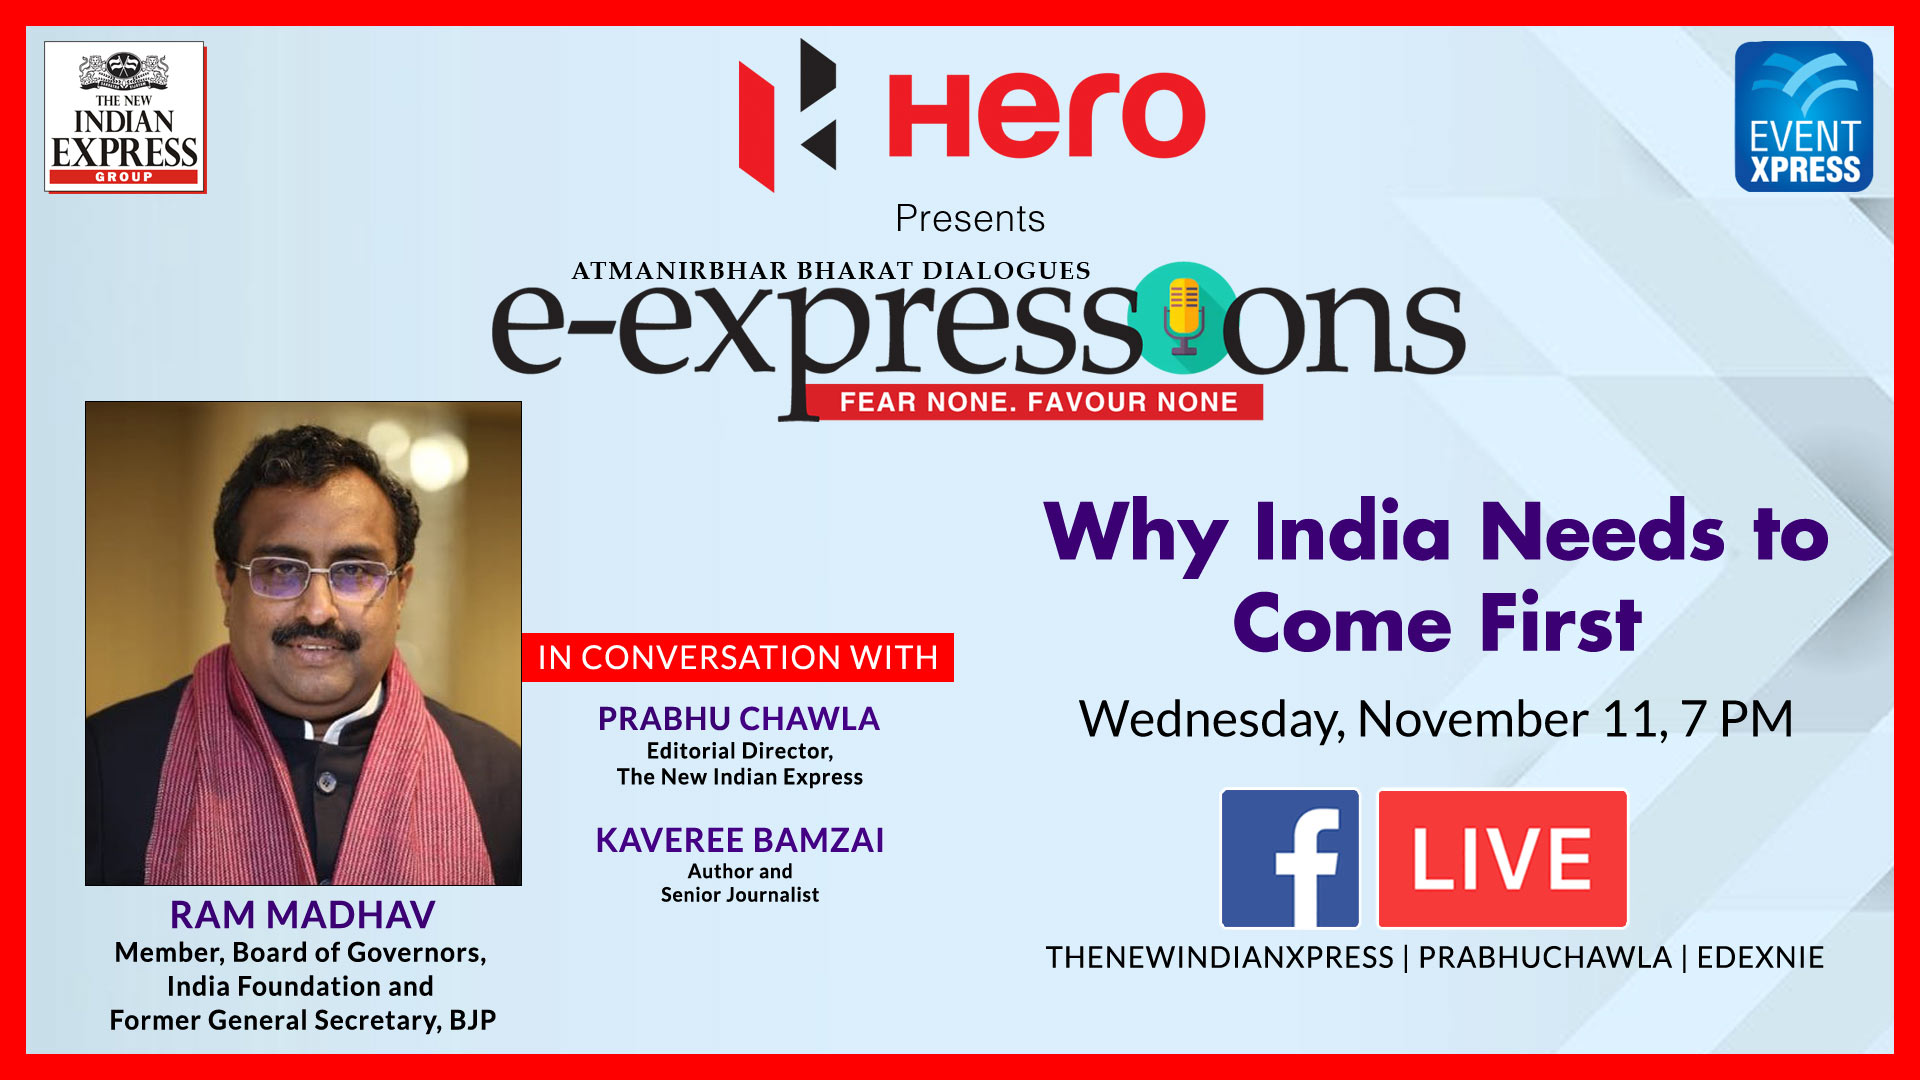 THE NEW
INDIAN
EXPRESS
GROUP
Hero
EVENT
XPRESS
Presents
ATMANIRBHAR BHARAT DIALOGUES
e-expressions
FEAR NONE. FAVOUR NONE
Why India Needs to
Come First
Wednesday, November 11, 7 PM
f LIVE
THENEWINDIANXPRESS | PRABHUCHAWLA | EDEXNIE
IN CONVERSATION WITH
PRABHU CHAWLA
Editorial Director,
The New Indian Express
KAVEREE BAMZAI
Author and
Senior Journalist
RAM MADHAV
Member, Board of Governors,
India Foundation and
Former General Secretary, BJP